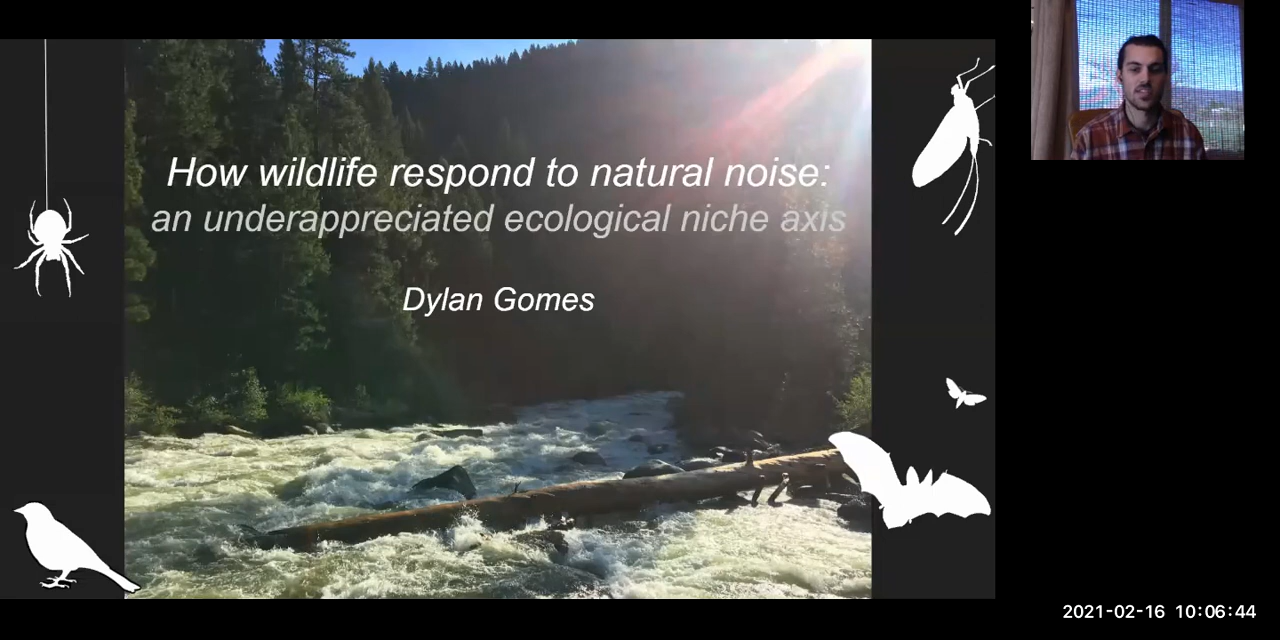 How wildlife respond to natural noise:
an underappreciated ecological niche axis
Dylan Gomes
2021-02-16 10:06:44